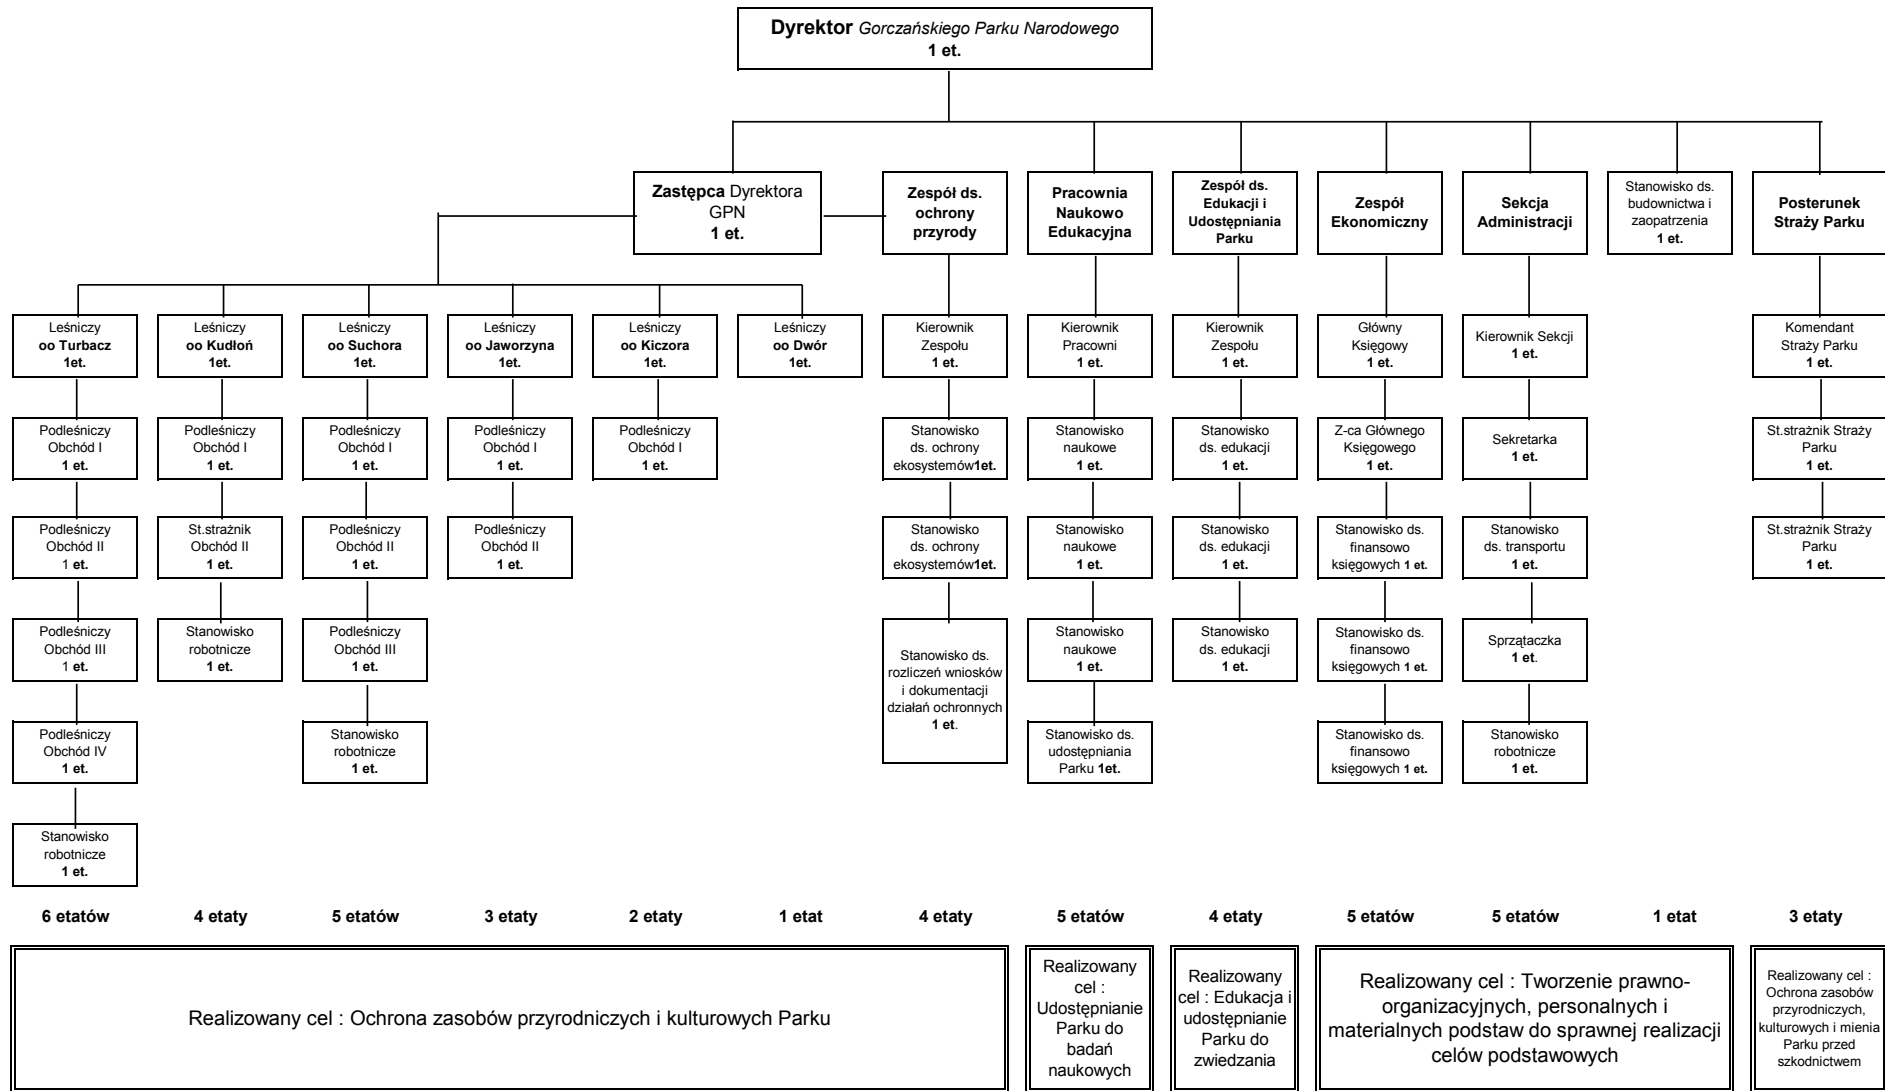 Dyrektor Gorczańskiego Parku Narodowego
1 et.
Zastępca Dyrektora
GPN
1 et.
Zespół ds.
ochrony
przyrody
Pracownia
Naukowo
Edukacyjna
Zespół ds.
Edukacji i
Udostępniania
Parku
Zespół
Ekonomiczny
Sekcja
Administracji
Stanowisko ds.
budownictwa i
zaopatrzenia
1 et.
Posterunek
Straży Parku
Leśniczy
oo Turbacz
1et.
Leśniczy
oo Kudłoń
1et.
Leśniczy
oo Suchora
1et.
Leśniczy
oo Jaworzyna
1et.
Leśniczy
oo Kiczora
1et.
Leśniczy
oo Dwór
1et.
Kierownik
Zespołu
1 et.
Kierownik
Pracowni
1 et.
Kierownik
Zespołu
1 et.
Główny
Księgowy
1 et.
Kierownik Sekcji
1 et.
Komendant
Straży Parku
1 et.
Podleśniczy
Obchód I
1 et.
Podleśniczy
Obchód I
1 et.
Podleśniczy
Obchód I
1 et.
Podleśniczy
Obchód I
1 et.
Podleśniczy
Obchód I
1 et.
Stanowisko
ds. ochrony
ekosystemów1et.
Stanowisko
naukowe
1 et.
Stanowisko
ds. edukacji
1 et.
Z-ca Głównego
Księgowego
1 et.
Sekretarka
1 et.
St.strażnik Straży
Parku
1 et.
Podleśniczy
Obchód II
1 et.
St.strażnik
Obchód II
1 et.
Podleśniczy
Obchód II
1 et.
Podleśniczy
Obchód II
1 et.
Stanowisko
ds. ochrony
ekosystemów1et.
Stanowisko
naukowe
1 et.
Stanowisko
ds. edukacji
1 et.
Stanowisko ds.
finansowo
księgowych 1 et.
Stanowisko
ds. transportu
1 et.
St.strażnik Straży
Parku
1 et.
Podleśniczy
Obchód III
1 et.
Stanowisko
robotnicze
1 et.
Podleśniczy
Obchód III
1 et.
Stanowisko ds.
rozliczeń wniosków
i dokumentacji
działań ochronnych
1 et.
Stanowisko
naukowe
1 et.
Stanowisko
ds. edukacji
1 et.
Stanowisko ds.
finansowo
księgowych 1 et.
Sprzątaczka
1 et.
Podleśniczy
Obchód IV
1 et.
Stanowisko
robotnicze
1 et.
Stanowisko ds.
udostępniania
Parku 1et.
Stanowisko ds.
finansowo
księgowych 1 et.
Stanowisko
robotnicze
1 et.
Stanowisko
robotnicze
1 et.
6 etatów 4 etaty 5 etatów 3 etaty 2 etaty 1 etat 4 etaty 5 etatów 4 etaty 5 etatów 5 etatów 1 etat 3 etaty
Realizowany cel : Ochrona zasobów przyrodniczych i kulturowych Parku
Realizowany
cel :
Udostępnianie
Parku do
badań
naukowych
Realizowany
cel : Edukacja i
udostępnianie
Parku do
zwiedzania
Realizowany cel : Tworzenie prawno-
organizacyjnych, personalnych i
materialnych podstaw do sprawnej realizacji
celów podstawowych
Realizowany cel :
Ochrona zasobów
przyrodniczych,
kulturowych i mienia
Parku przed
szkodnictwem